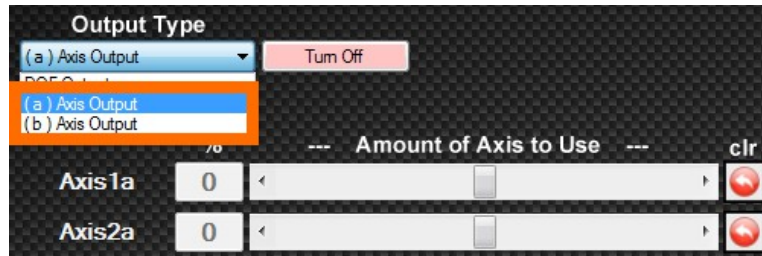 Output Type
( a ) Axis Output
Turn Off
( a ) Axis Output
( b ) Axis Output
% --- Amount of Axis to Use --- clr
Axis1a 0
Axis2a 0